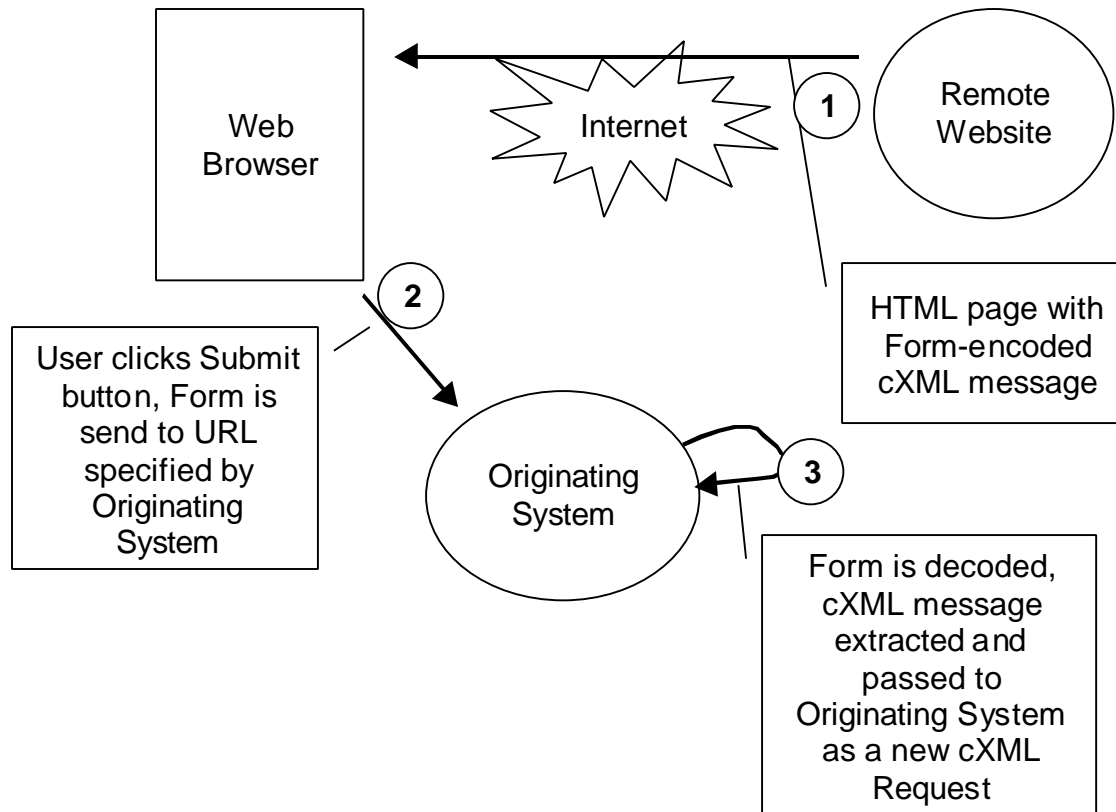 Web
Browser
Internet
1
Remote
Website
2
HTML page with
Form-encoded
cXML message
User clicks Submit
button, Form is
send to URL
specified by
Originating
System
Originating
System
3
Form is decoded,
cXML message
extracted and
passed to
Originating System
as a new cXML
Request